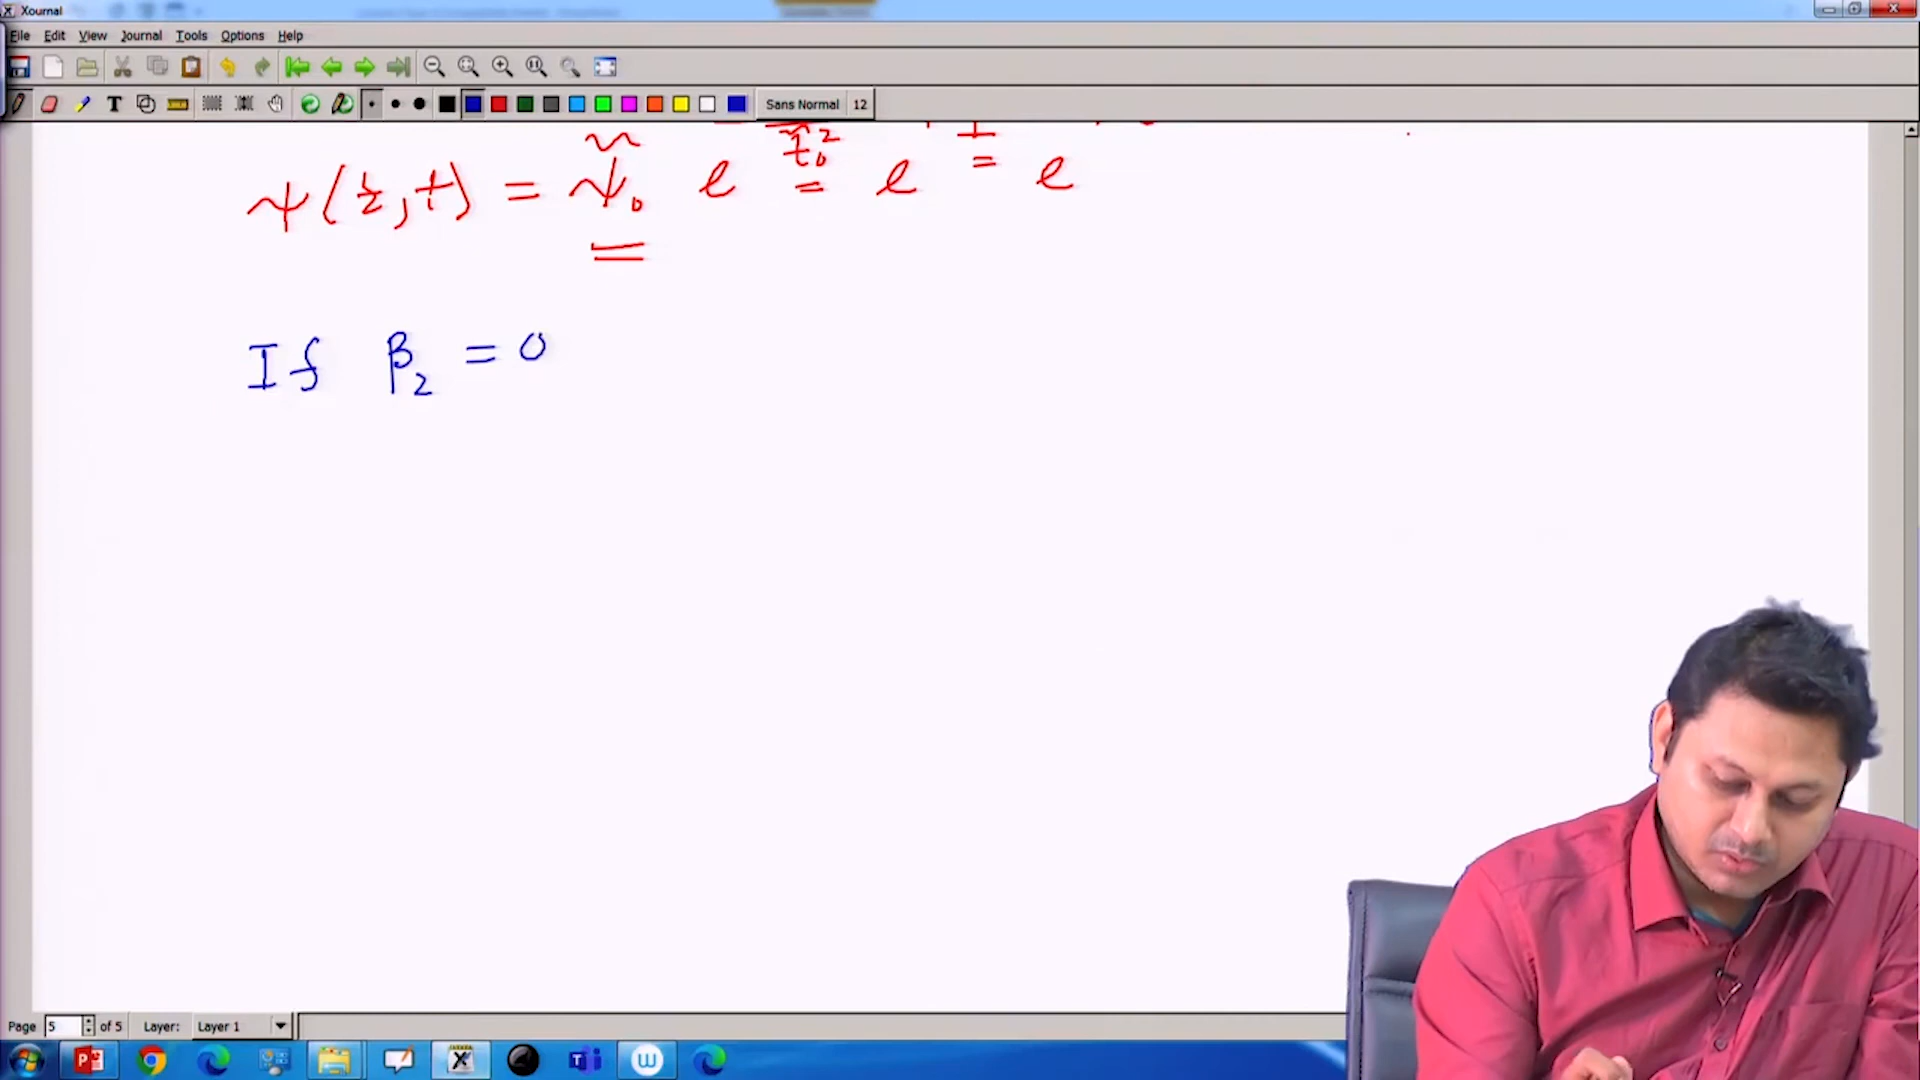 Xournal
File Edit View Journal Tools Options Help
T Sans Normal 12
ψ(z,t) = ψ̃₀ e t̃₀² e e
If β₂ = 0
Page 5 of 5 Layer: Layer 1